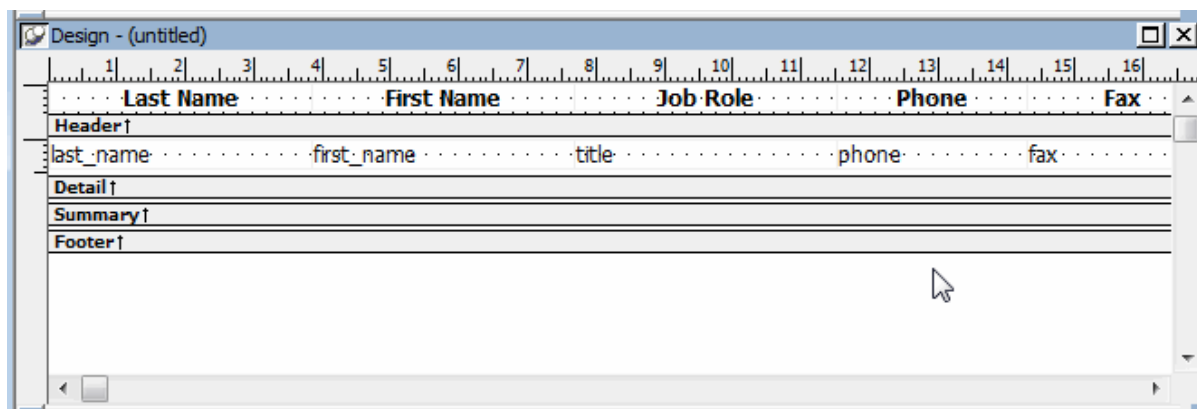 Design - (untitled)
1 2 3 4 5 6 7 8 9 10 11 12 13 14 15 16
Last Name First Name Job Role Phone Fax
Header↑
last_name first_name title phone fax
Detail↑
Summary↑
Footer↑